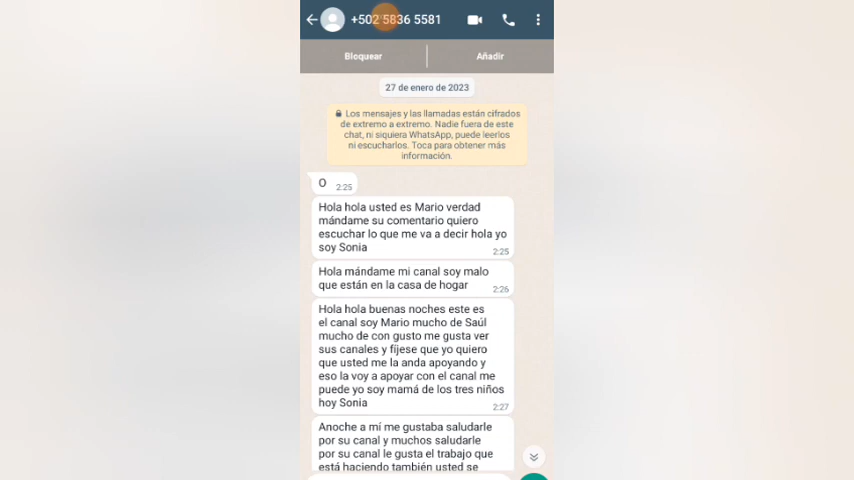 +502 5836 5581
Bloquear
Añadir
27 de enero de 2023
Los mensajes y las llamadas están cifrados
de extremo a extremo. Nadie fuera de este
chat, ni siquiera WhatsApp, puede leerlos
ni escucharlos. Toca para obtener más
información.
O 2:25
Hola hola usted es Mario verdad
mándame su comentario quiero
escuchar lo que me va a decir hola yo
soy Sonia
2:25
Hola mándame mi canal soy malo
que están en la casa de hogar
2:26
Hola hola buenas noches este es
el canal soy Mario mucho de Saúl
mucho de con gusto me gusta ver
sus canales y fíjese que yo quiero
que usted me la anda apoyando y
eso la voy a apoyar con el canal me
puede yo soy mamá de los tres niños
hoy Sonia
2:27
Anoche a mí me gustaba saludarle
por su canal y muchos saludarle
por su canal le gusta el trabajo que
está haciendo también usted se